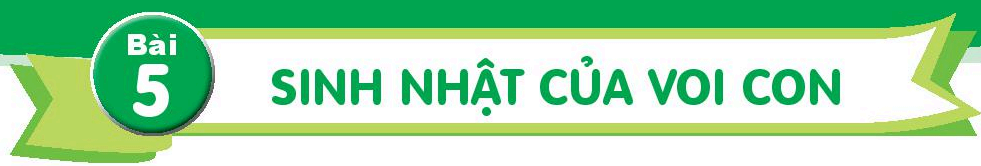 Bài
5
SINH NHẬT CỦA VOI CON